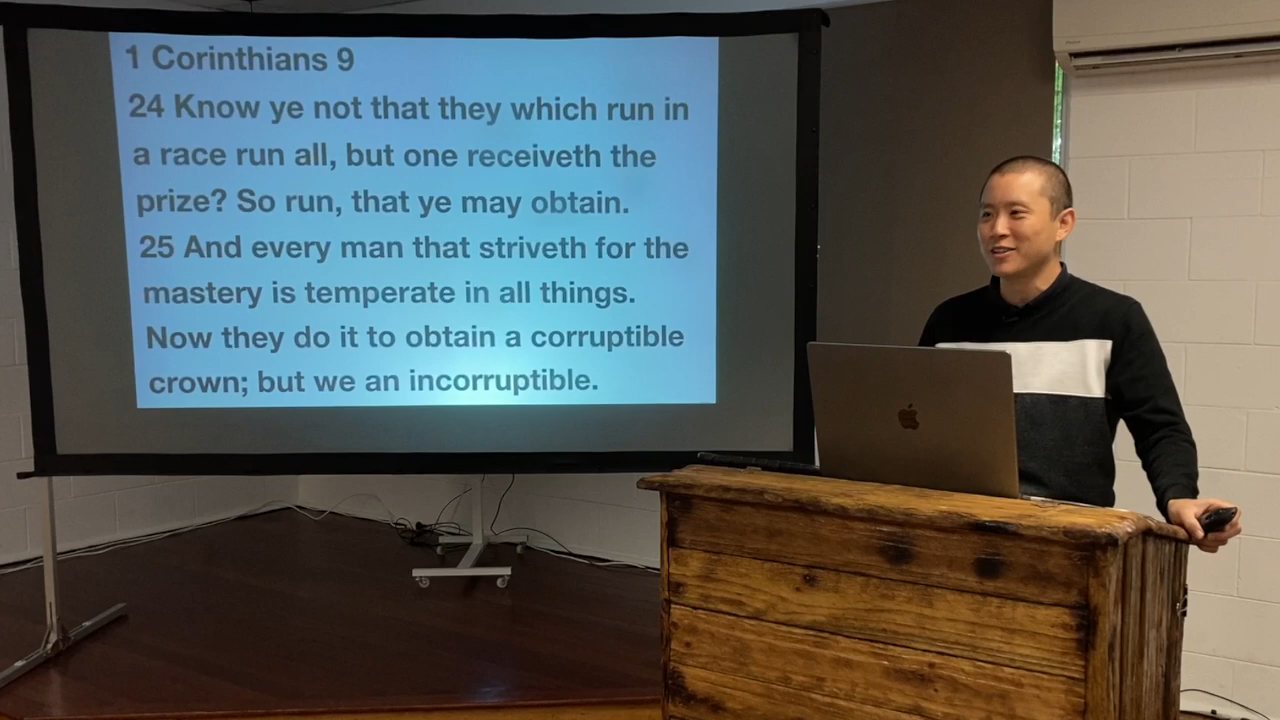 1 Corinthians 9
24 Know ye not that they which run in
a race run all, but one receiveth the
prize? So run, that ye may obtain.
25 And every man that striveth for the
mastery is temperate in all things.
Now they do it to obtain a corruptible
crown; but we an incorruptible.